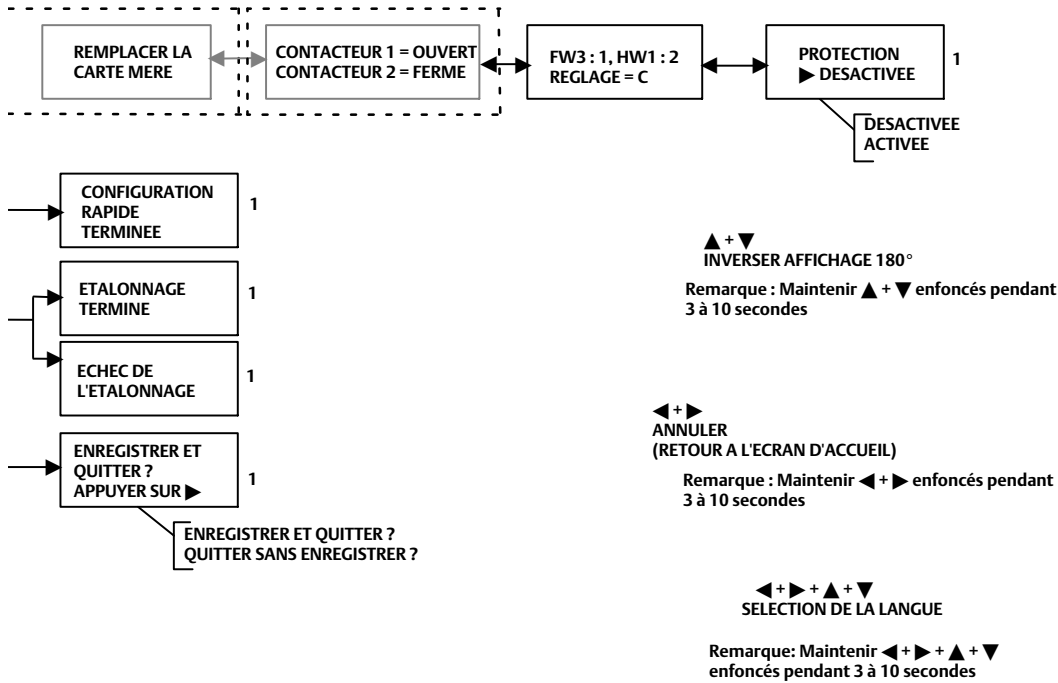 REMPLACER LA
CARTE MERE
CONTACTEUR 1 = OUVERT
CONTACTEUR 2 = FERME
FW3 : 1, HW1 : 2
REGLAGE = C
PROTECTION
▶ DESACTIVEE
1
DESACTIVEE
ACTIVEE
CONFIGURATION
RAPIDE
TERMINEE
1
ETALONNAGE
TERMINE
1
ECHEC DE
L'ETALONNAGE
1
ENREGISTRER ET
QUITTER ?
APPUYER SUR ▶
1
ENREGISTRER ET QUITTER ?
QUITTER SANS ENREGISTRER ?
▲ + ▼
INVERSER AFFICHAGE 180°
Remarque : Maintenir ▲ + ▼ enfoncés pendant
3 à 10 secondes
◀ + ▶
ANNULER
(RETOUR A L'ECRAN D'ACCUEIL)
Remarque : Maintenir ◀ + ▶ enfoncés pendant
3 à 10 secondes
◀ + ▶ + ▲ + ▼
SELECTION DE LA LANGUE
Remarque: Maintenir ◀ + ▶ + ▲ + ▼
enfoncés pendant 3 à 10 secondes